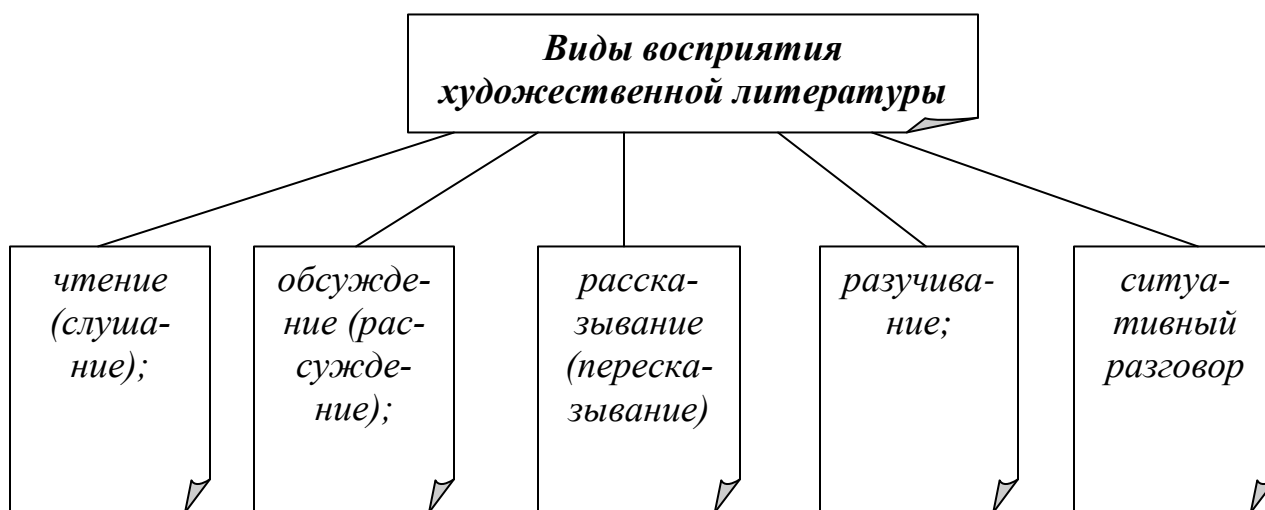 Виды восприятия
художественной литературы
чтение
(слуша-
ние);
обсужде-
ние (рас-
сужде-
ние);
расска-
зывание
(переска-
зывание)
разучива-
ние;
ситуа-
тивный
разговор